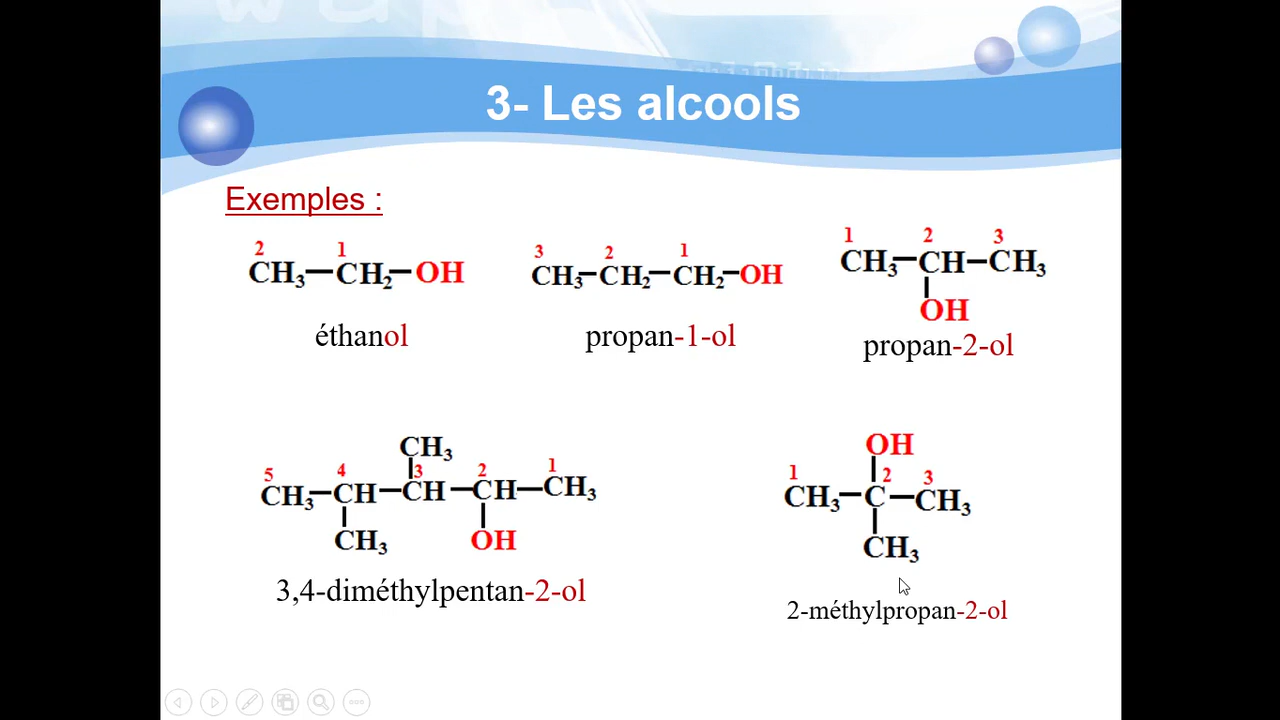 3- Les alcools
Exemples :
2 1
CH₃—CH₂—OH
éthanol
3 2 1
CH₃—CH₂—CH₂—OH
propan-1-ol
1 2 3
CH₃—CH—CH₃
OH
propan-2-ol
CH₃
5 4 3 2 1
CH₃—CH—CH—CH—CH₃
CH₃ OH
3,4-diméthylpentan-2-ol
OH
1 2 3
CH₃—C—CH₃
CH₃
2-méthylpropan-2-ol